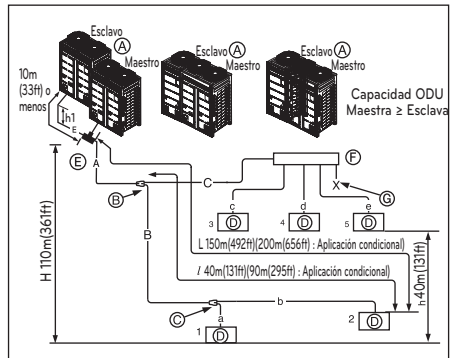 Esclavo Ⓐ
Maestro
Esclavo Ⓐ
Maestro
Esclavo Ⓐ
Maestro
10m
(33ft) o
menos
h1
E
Ⓔ
A
Capacidad ODU
Maestra ≥ Esclava
Ⓕ
C
Ⓑ
X
Ⓖ
c
d
e
3 Ⓓ
4 Ⓓ
5 Ⓓ
B
H 110m(361ft)
L 150m(492ft)(200m(656ft) : Aplicación condicional)
l 40m(131ft)(90m(295ft) : Aplicación condicional)
h 40m(131ft)
b
Ⓒ
a
1 Ⓓ
2 Ⓓ